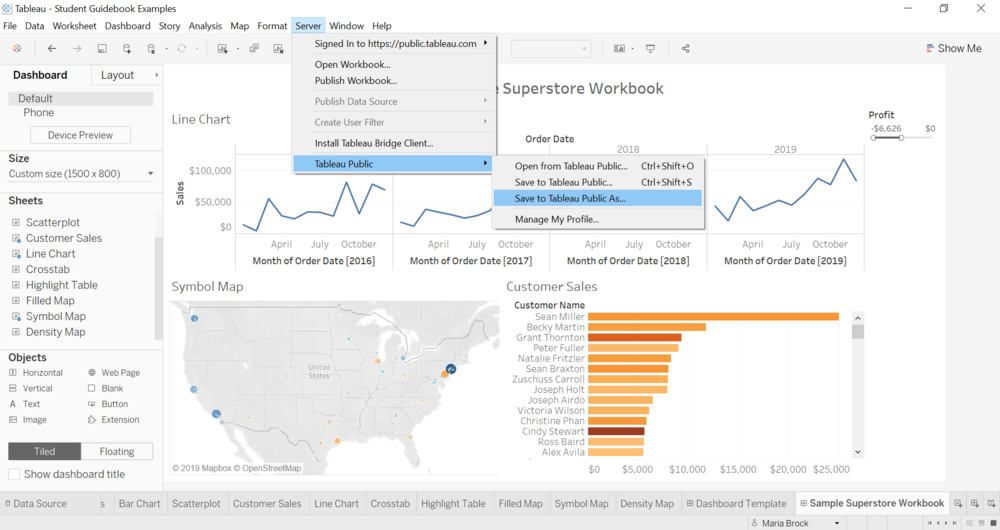 Tableau - Student Guidebook Examples
File Data Worksheet Dashboard Story Analysis Map Format Server Window Help
Signed In to https://public.tableau.com
Open Workbook...
Publish Workbook...
Publish Data Source
Create User Filter
Install Tableau Bridge Client...
Tableau Public
Open from Tableau Public... Ctrl+Shift+O
Save to Tableau Public... Ctrl+Shift+S
Save to Tableau Public As...
Manage My Profile...
Show Me
Dashboard Layout
Default
Phone
Device Preview
Size
Custom size (1500 x 800)
Sheets
Scatterplot
Customer Sales
Line Chart
Crosstab
Highlight Table
Filled Map
Symbol Map
Density Map
Objects
Horizontal Web Page
Vertical Blank
Text Button
Image Extension
Tiled Floating
Show dashboard title
Superstore Workbook
Line Chart
Order Date
2018 2019
Profit
-$6,626 $0
Sales
$100,000
$50,000
$0
April July October April July October April July October April July October
Month of Order Date [2016] Month of Order Date [2017] Month of Order Date [2018] Month of Order Date [2019]
Symbol Map
United
States
© 2019 Mapbox © OpenStreetMap
Customer Sales
Customer Name
Sean Miller
Becky Martin
Grant Thornton
Peter Fuller
Natalie Fritzler
Sean Braxton
Zuschuss Carroll
Joseph Holt
Joseph Airdo
Victoria Wilson
Christine Phan
Cindy Stewart
Ross Baird
Alex Avila
$0 $5,000 $10,000 $15,000 $20,000 $25,000
Data Source s Bar Chart Scatterplot Customer Sales Line Chart Crosstab Highlight Table Filled Map Symbol Map Density Map Dashboard Template Sample Superstore Workbook
Maria Brock